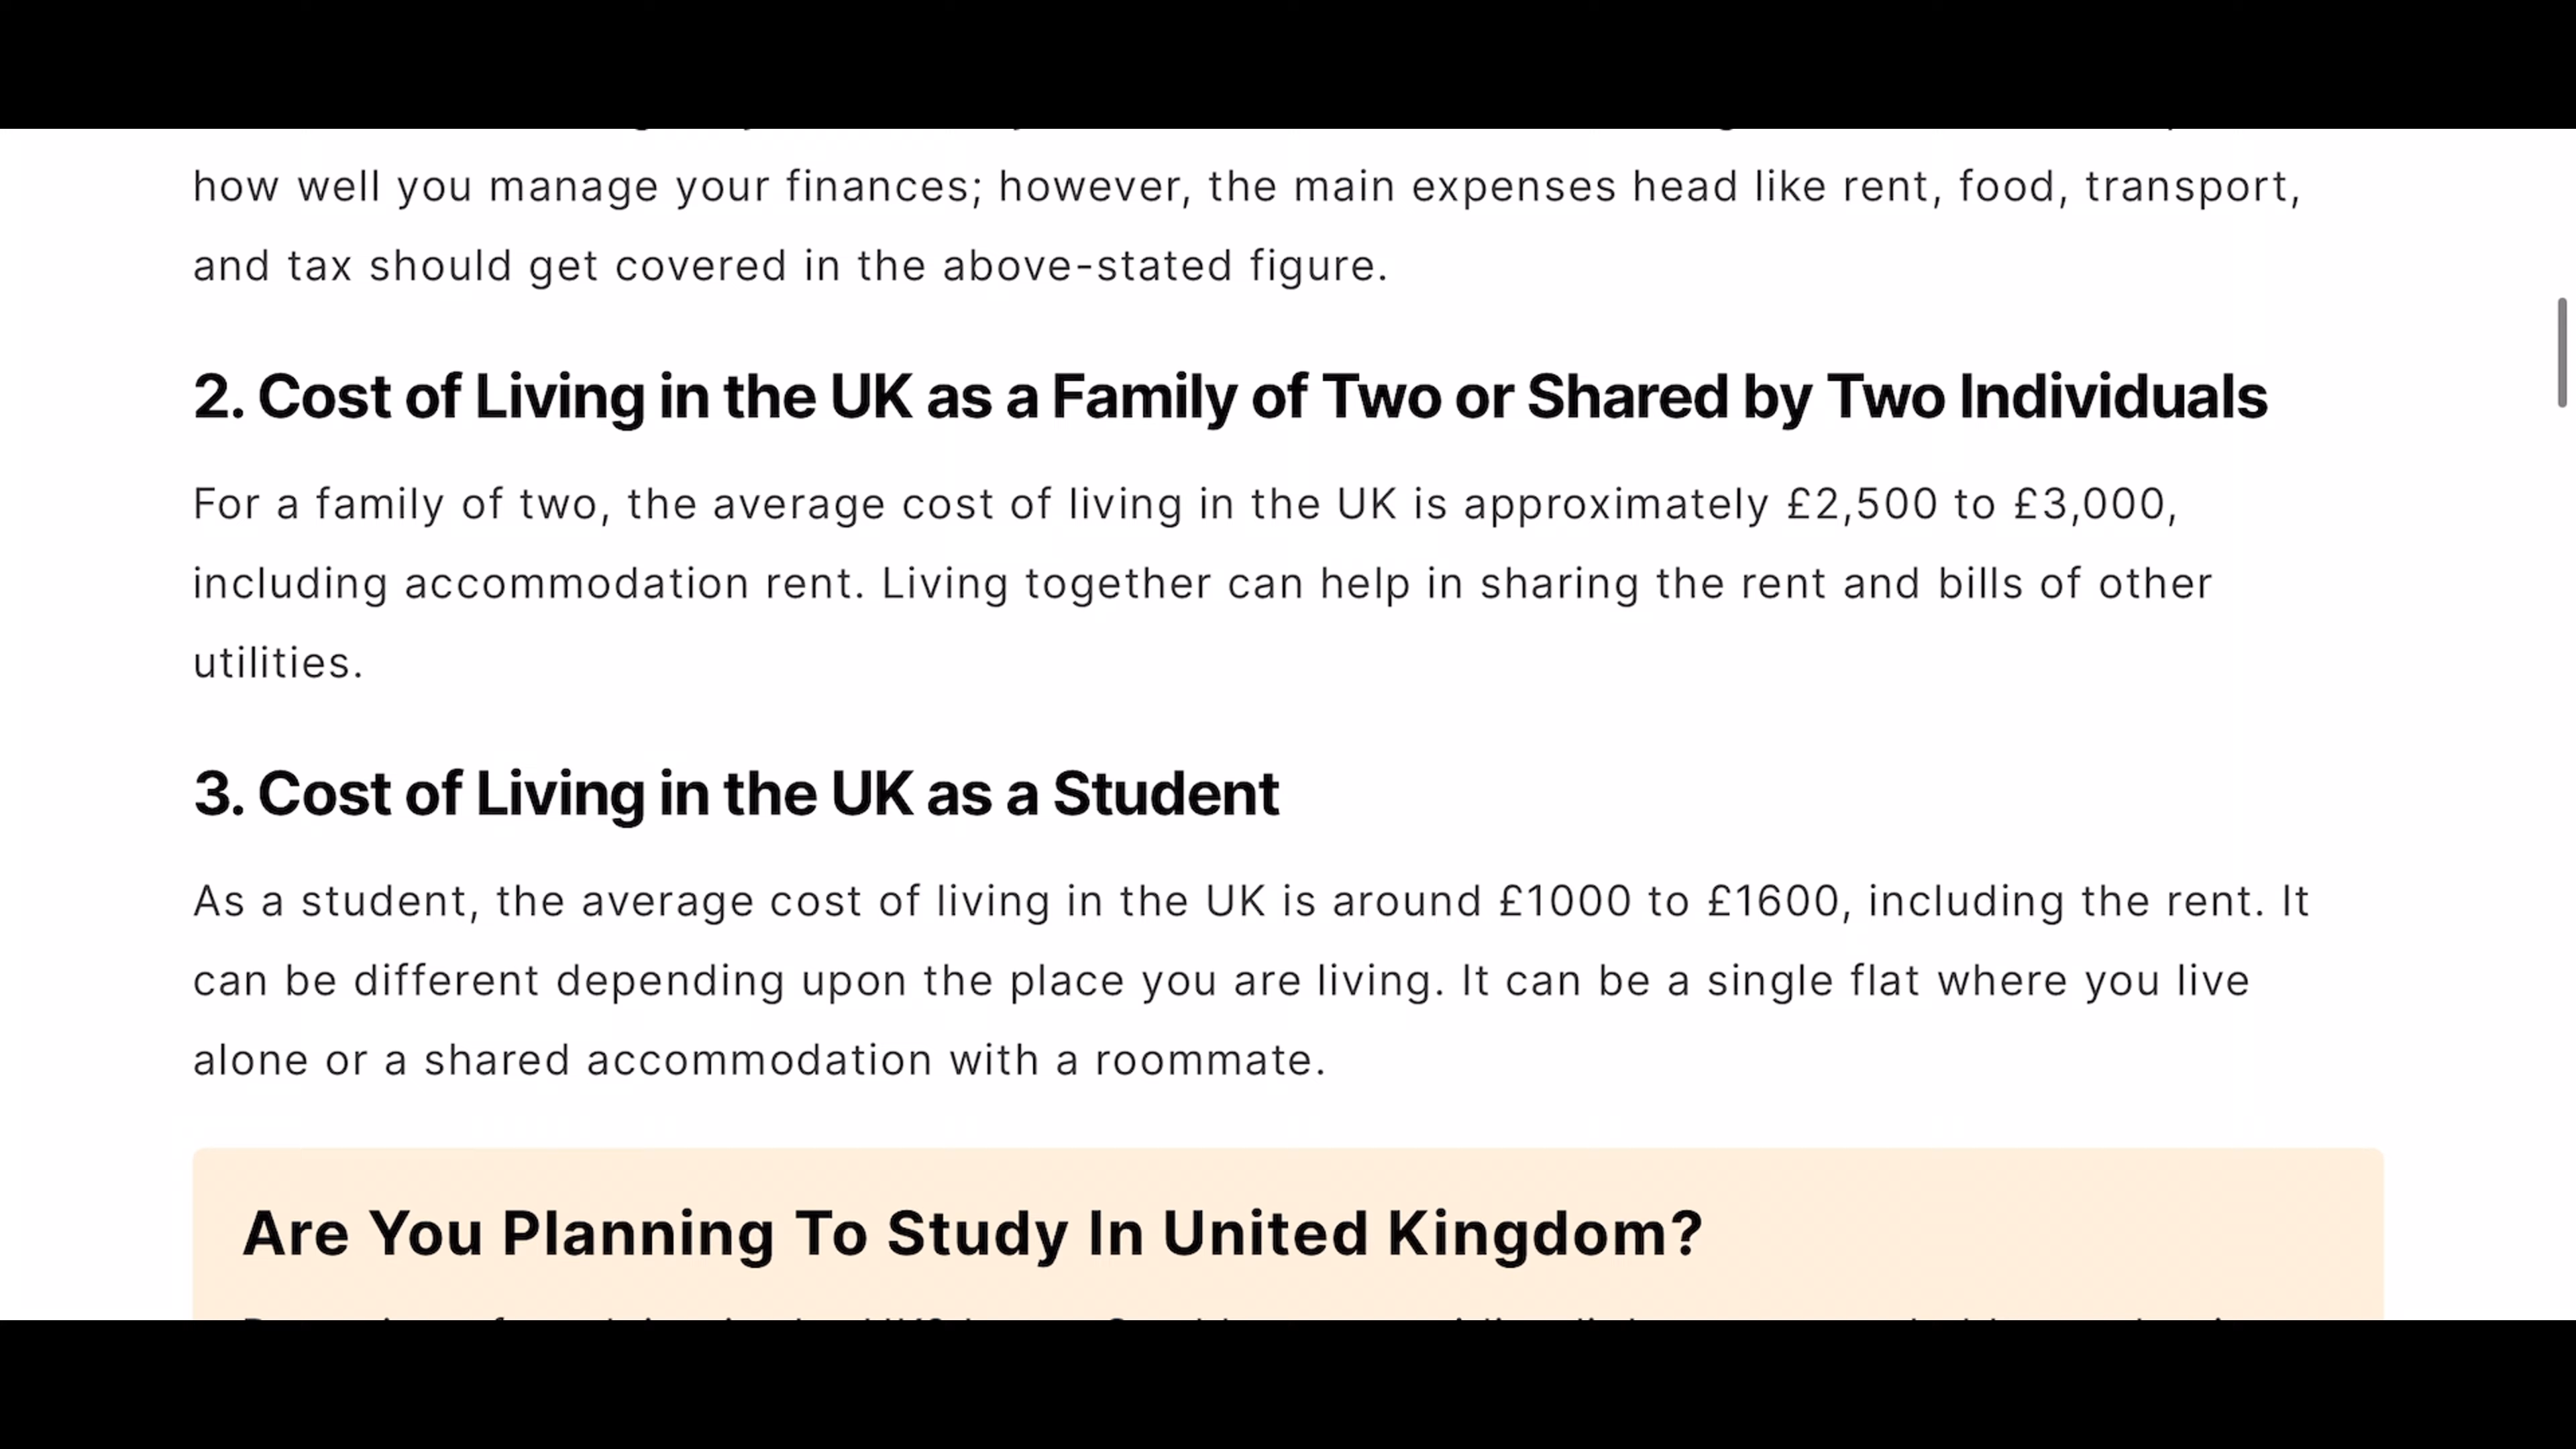 how well you manage your finances; however, the main expenses head like rent, food, transport,
and tax should get covered in the above-stated figure.
2. Cost of Living in the UK as a Family of Two or Shared by Two Individuals
For a family of two, the average cost of living in the UK is approximately £2,500 to £3,000,
including accommodation rent. Living together can help in sharing the rent and bills of other
utilities.
3. Cost of Living in the UK as a Student
As a student, the average cost of living in the UK is around £1000 to £1600, including the rent. It
can be different depending upon the place you are living. It can be a single flat where you live
alone or a shared accommodation with a roommate.
Are You Planning To Study In United Kingdom?